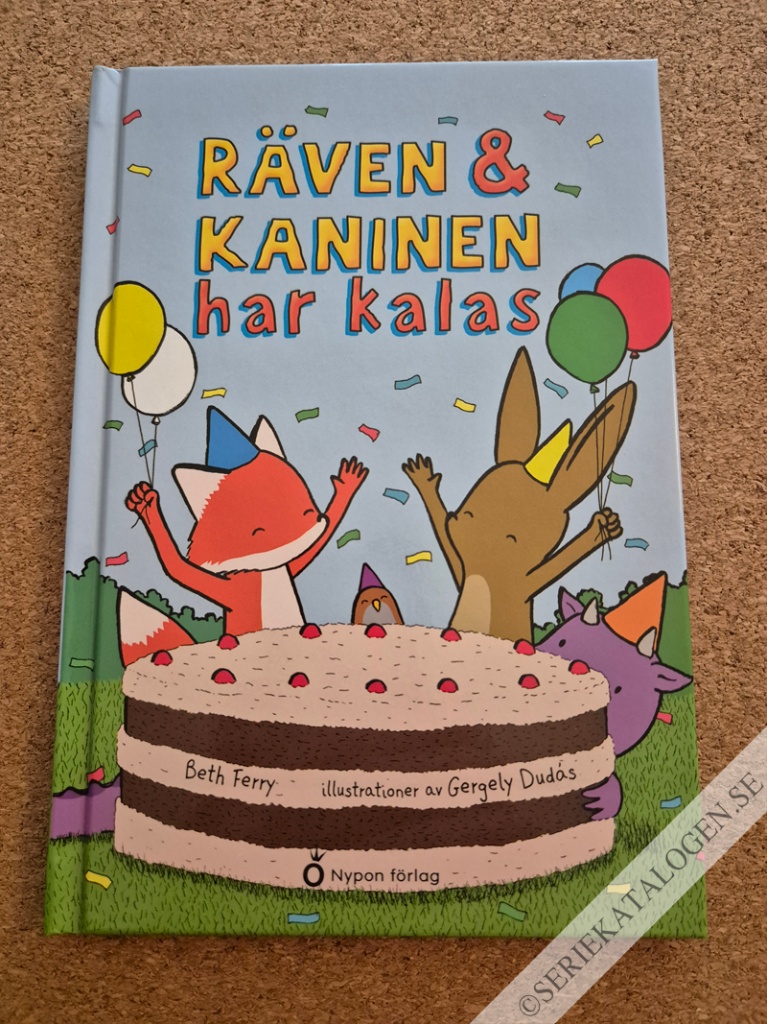 RÄVEN &
KANINEN
har kalas
Beth Ferry illustrationer av Gergely Dudás
Nypon förlag
©SERIEKATALOGEN.SE